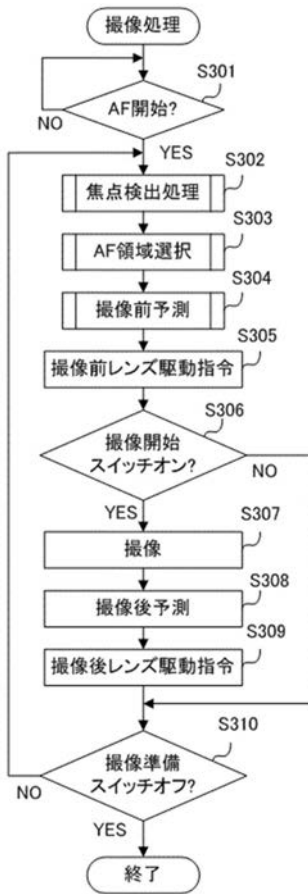 撮像処理
S301
AF開始?
NO
YES
S302
焦点検出処理
S303
AF領域選択
S304
撮像前予測
S305
撮像前レンズ駆動指令
S306
撮像開始
スイッチオン?
NO
YES
S307
撮像
S308
撮像後予測
S309
撮像後レンズ駆動指令
S310
撮像準備
スイッチオフ?
NO
YES
終了